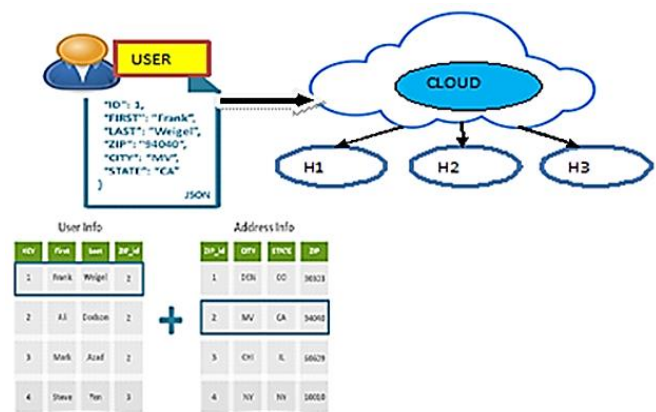 USER
CLOUD
"ID": 1,
"FIRST": "Frank",
"LAST": "Weigel",
"ZIP": "94040",
"CITY": "MV",
"STATE": "CA"
}
JSON
H1 H2 H3
User Info
KEY First Last ZIP_id
1 Frank Weigel 2
2 Ali Dodson 2
3 Mark Azad 2
4 Steve Yen 3
Address Info
ZIP_id CITY STATE ZIP
1 DEN CO
2 MV CA 94040
3 CHI IL 60609
4 NY NY 10010